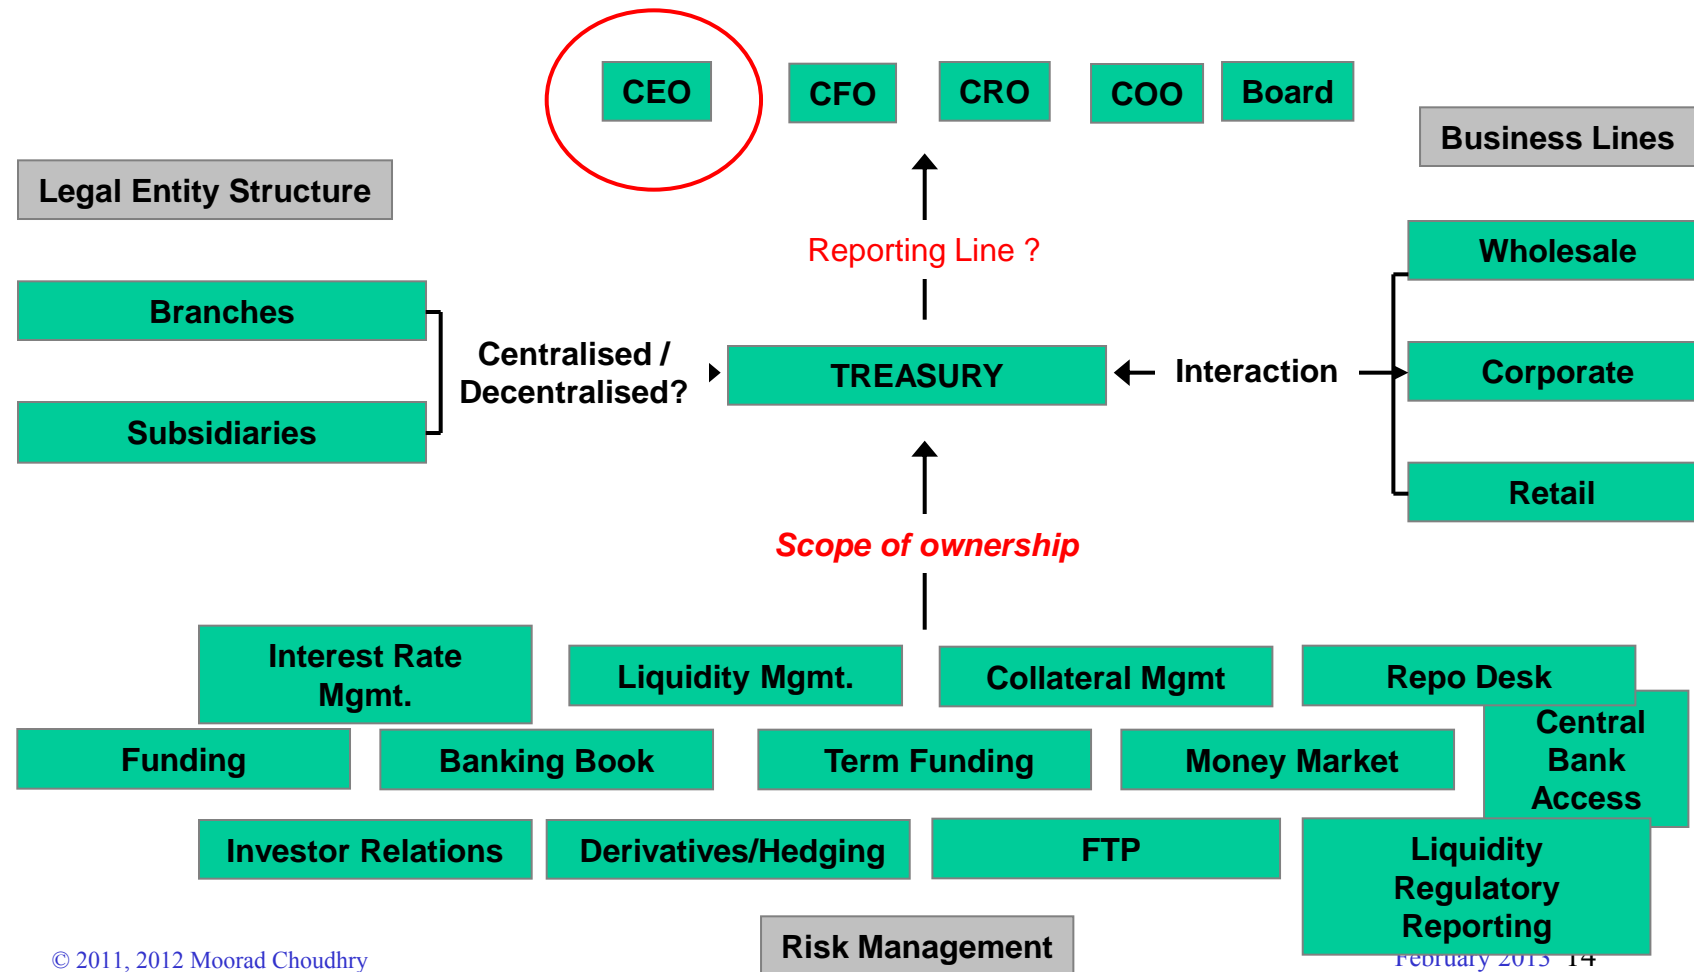 CEO
CFO
CRO
COO
Board
Business Lines
Legal Entity Structure
Reporting Line ?
Wholesale
Branches
Centralised /
Decentralised?
TREASURY
Interaction
Corporate
Subsidiaries
Retail
Scope of ownership
Interest Rate
Mgmt.
Liquidity Mgmt.
Collateral Mgmt
Repo Desk
Funding
Banking Book
Term Funding
Money Market
Central
Bank
Access
Investor Relations
Derivatives/Hedging
FTP
Liquidity
Regulatory
Reporting
Risk Management
© 2011, 2012 Moorad Choudhry
February 2013 14